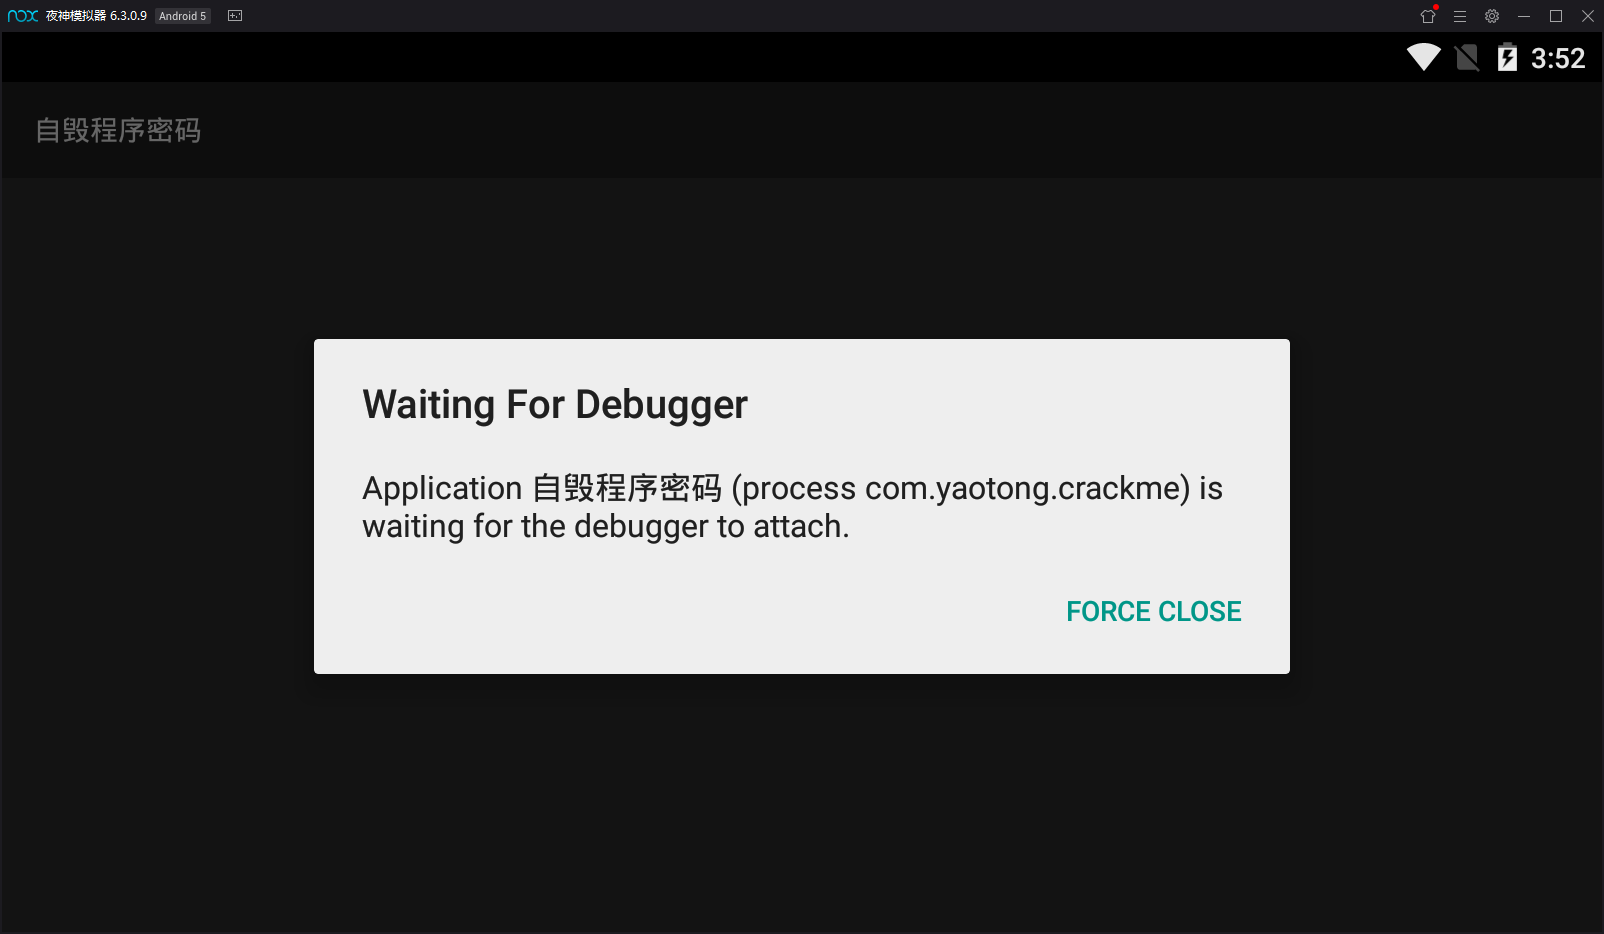 nox 夜神模拟器 6.3.0.9 Android 5
3:52
自毁程序密码
Waiting For Debugger
Application 自毁程序密码 (process com.yaotong.crackme) is
waiting for the debugger to attach.
FORCE CLOSE